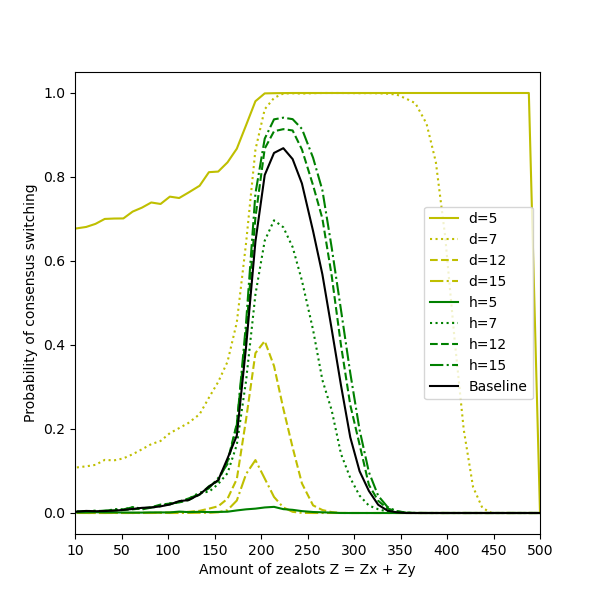 Probability of consensus switching
1.0
0.8
0.6
0.4
0.2
0.0
d=5
d=7
d=12
d=15
h=5
h=7
h=12
h=15
Baseline
10 50 100 150 200 250 300 350 400 450 500
Amount of zealots Z = Zx + Zy